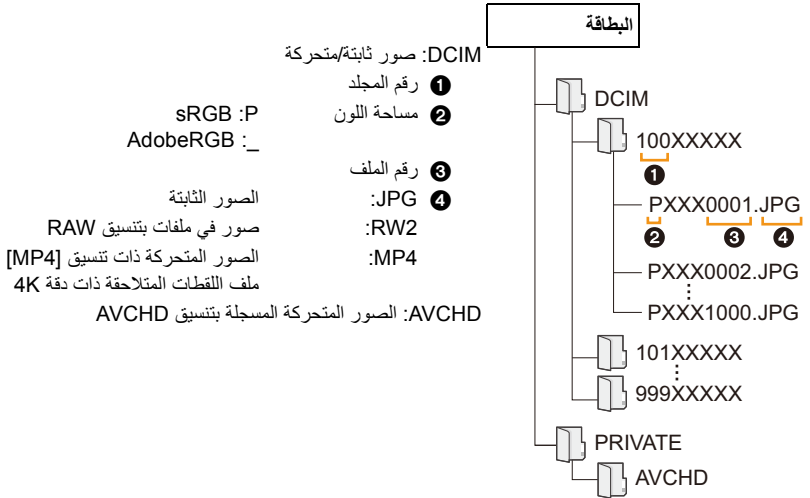 البطاقة
DCIM
100XXXXX
❶
PXXX0001.JPG
❷ ❸ ❹
PXXX0002.JPG
PXXX1000.JPG
101XXXXX
999XXXXX
PRIVATE
AVCHD
DCIM: صور ثابتة/متحركة
❶ رقم المجلد
❷ مساحة اللون P: sRGB
_: AdobeRGB
❸ رقم الملف
❹ JPG: الصور الثابتة
RW2: صور في ملفات بتنسيق RAW
MP4: الصور المتحركة ذات تنسيق [MP4]
ملف اللقطات المتلاحقة ذات دقة 4K
AVCHD: الصور المتحركة المسجلة بتنسيق AVCHD